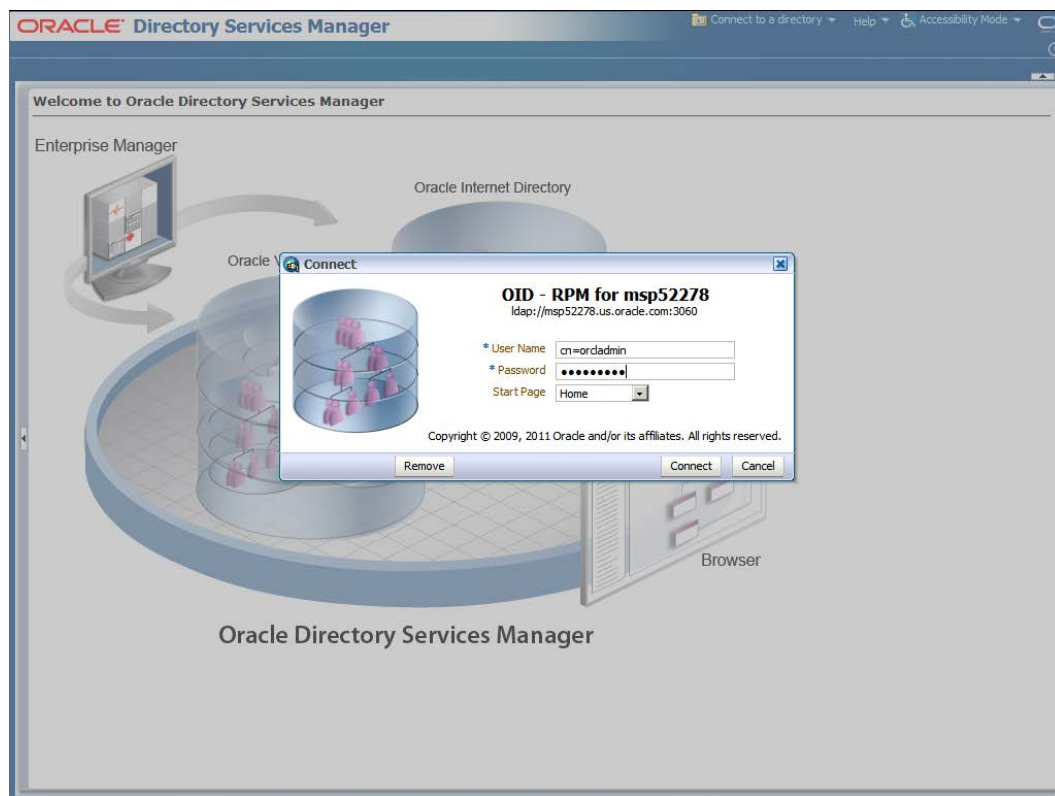 ORACLE Directory Services Manager
Connect to a directory Help Accessibility Mode
Welcome to Oracle Directory Services Manager
Enterprise Manager
Oracle Internet Directory
Oracle V
Connect
OID - RPM for msp52278
ldap://msp52278.us.oracle.com:3060
* User Name cn=orcladmin
* Password •••••••••
Start Page Home
Copyright © 2009, 2011 Oracle and/or its affiliates. All rights reserved.
Remove Connect Cancel
Browser
Oracle Directory Services Manager